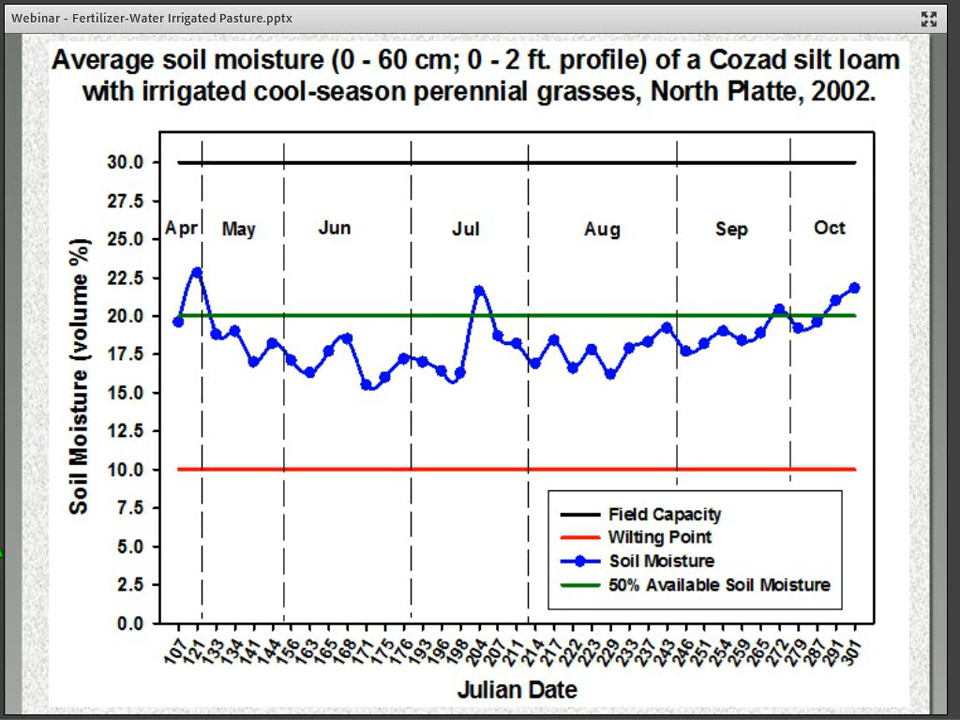 Webinar - Fertilizer-Water Irrigated Pasture.pptx
Average soil moisture (0 - 60 cm; 0 - 2 ft. profile) of a Cozad silt loam
with irrigated cool-season perennial grasses, North Platte, 2002.
30.0
27.5
25.0
22.5
20.0
17.5
15.0
12.5
10.0
7.5
5.0
2.5
0.0
Soil Moisture (volume %)
Apr May Jun Jul Aug Sep Oct
Field Capacity
Wilting Point
Soil Moisture
50% Available Soil Moisture
107 121 133 134 141 144 156 163 165 168 171 175 176 193 196 198 204 207 211 214 217 222 223 229 233 237 243 246 251 254 259 265 272 279 287 291 301
Julian Date